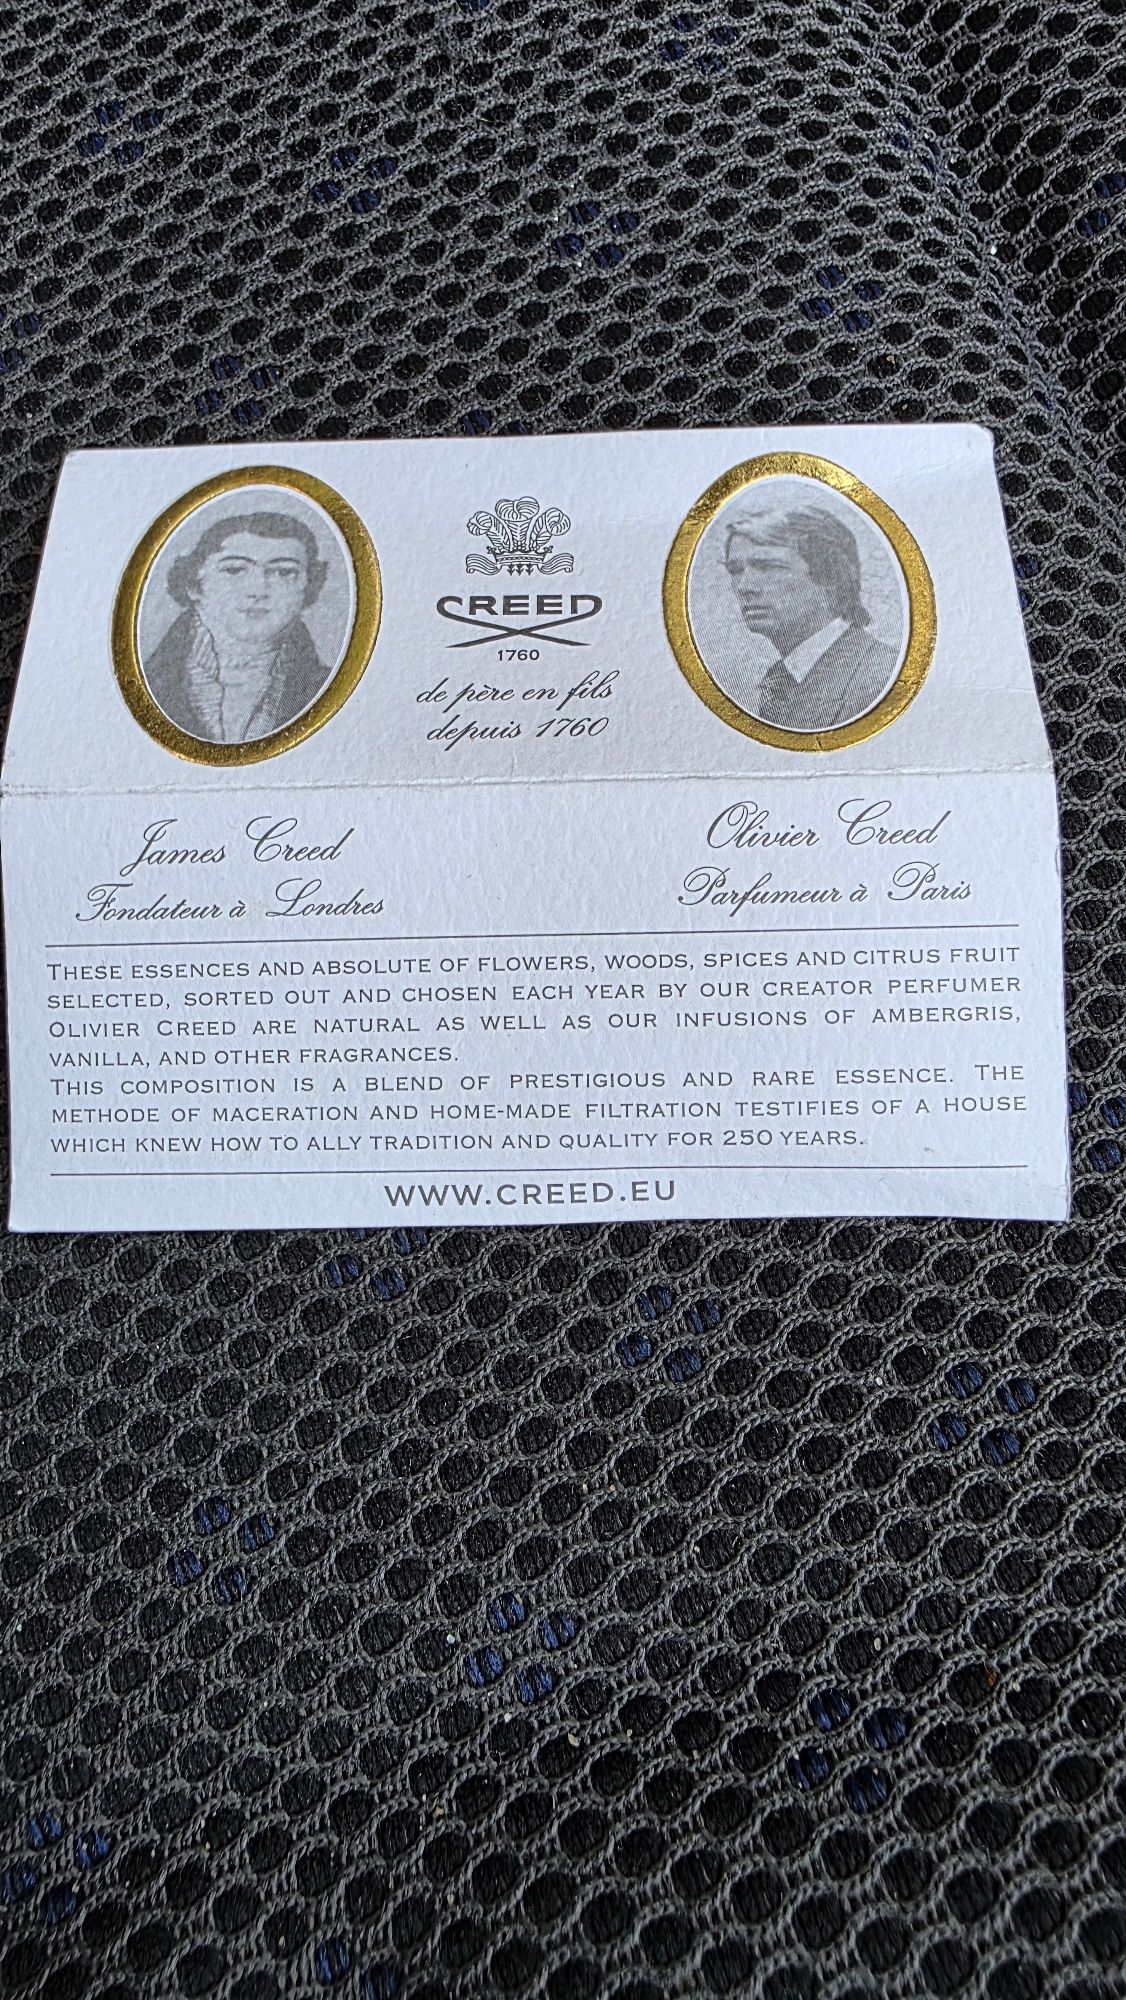 CREED
1760
de père en fils
depuis 1760
James Creed
Fondateur à Londres
Olivier Creed
Parfumeur à Paris
THESE ESSENCES AND ABSOLUTE OF FLOWERS, WOODS, SPICES AND CITRUS FRUIT
SELECTED, SORTED OUT AND CHOSEN EACH YEAR BY OUR CREATOR PERFUMER
OLIVIER CREED ARE NATURAL AS WELL AS OUR INFUSIONS OF AMBERGRIS,
VANILLA, AND OTHER FRAGRANCES.
THIS COMPOSITION IS A BLEND OF PRESTIGIOUS AND RARE ESSENCE. THE
METHODE OF MACERATION AND HOME-MADE FILTRATION TESTIFIES OF A HOUSE
WHICH KNEW HOW TO ALLY TRADITION AND QUALITY FOR 250 YEARS.
WWW.CREED.EU